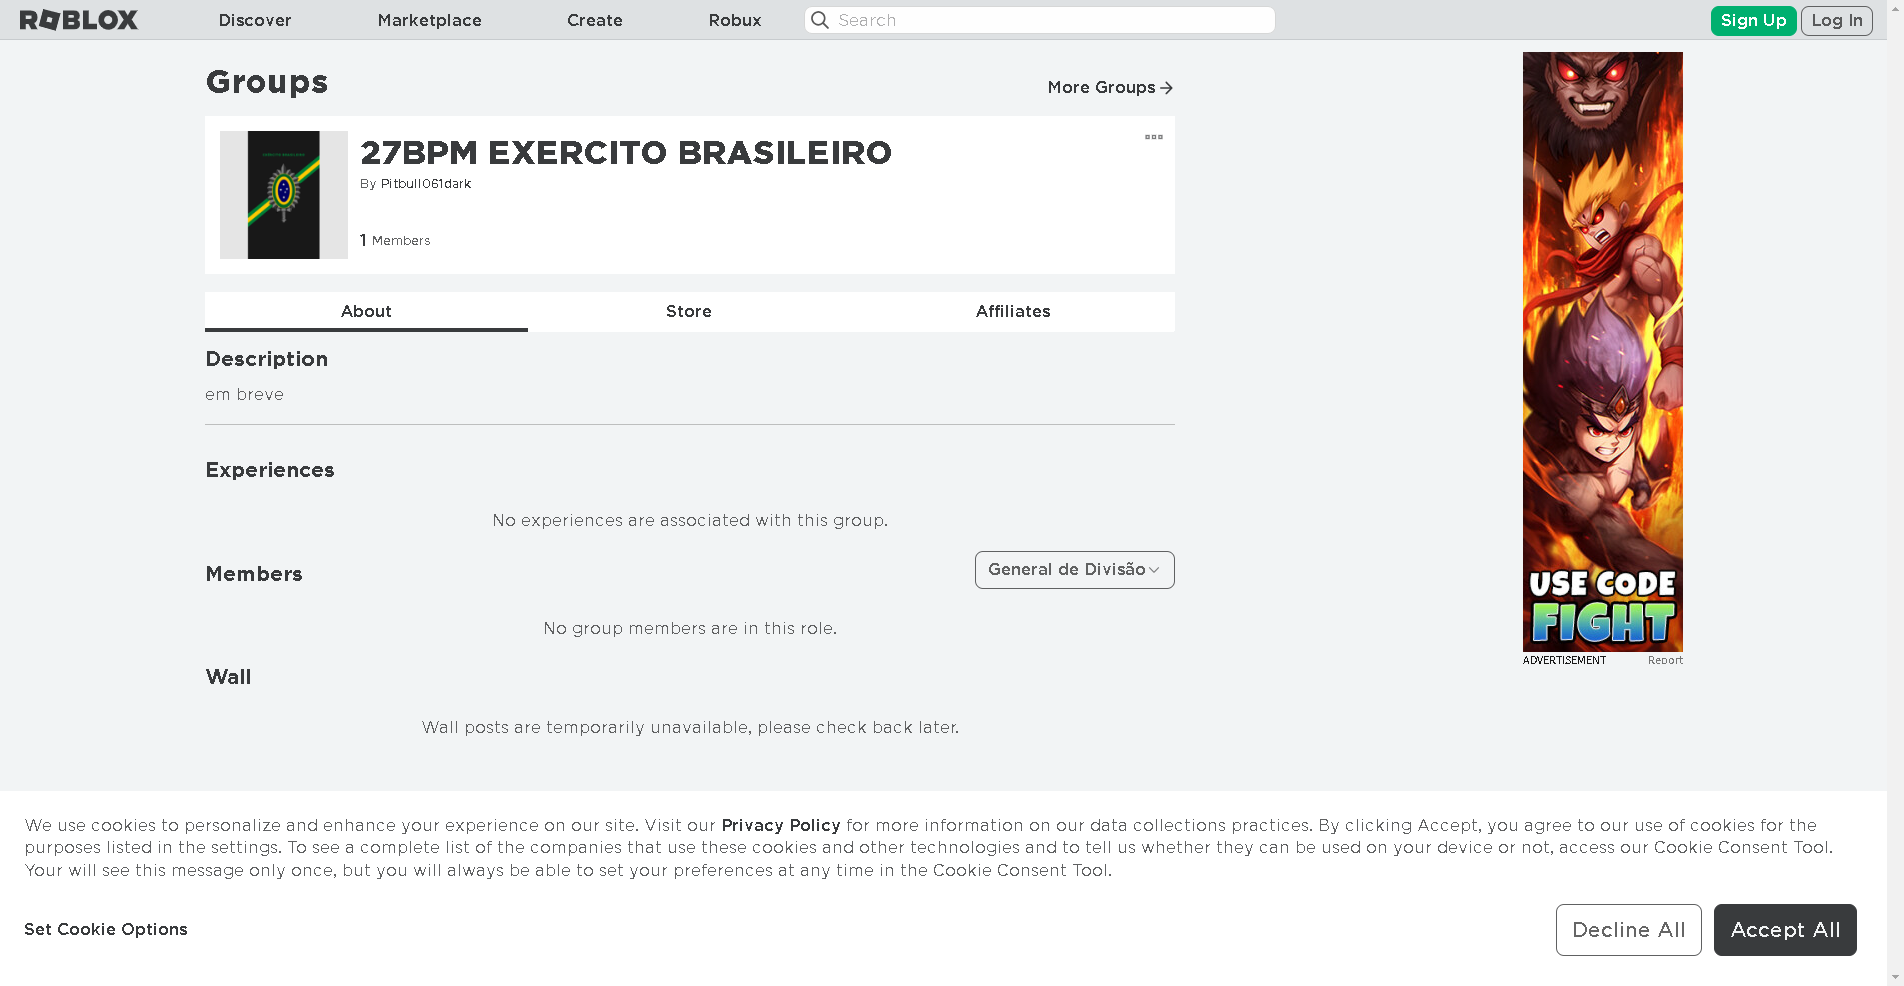 ROBLOX
Discover
Marketplace
Create
Robux
Search
Sign Up
Log In
Groups
More Groups
27BPM EXERCITO BRASILEIRO
By Pitbull061dark
1 Members
About
Store
Affiliates
Description
em breve
Experiences
No experiences are associated with this group.
Members
General de Divisão
No group members are in this role.
Wall
Wall posts are temporarily unavailable, please check back later.
USE CODE
FIGHT
ADVERTISEMENT
Report
We use cookies to personalize and enhance your experience on our site. Visit our Privacy Policy for more information on our data collections practices. By clicking Accept, you agree to our use of cookies for the
purposes listed in the settings. To see a complete list of the companies that use these cookies and other technologies and to tell us whether they can be used on your device or not, access our Cookie Consent Tool.
Your will see this message only once, but you will always be able to set your preferences at any time in the Cookie Consent Tool.
Set Cookie Options
Decline All
Accept All